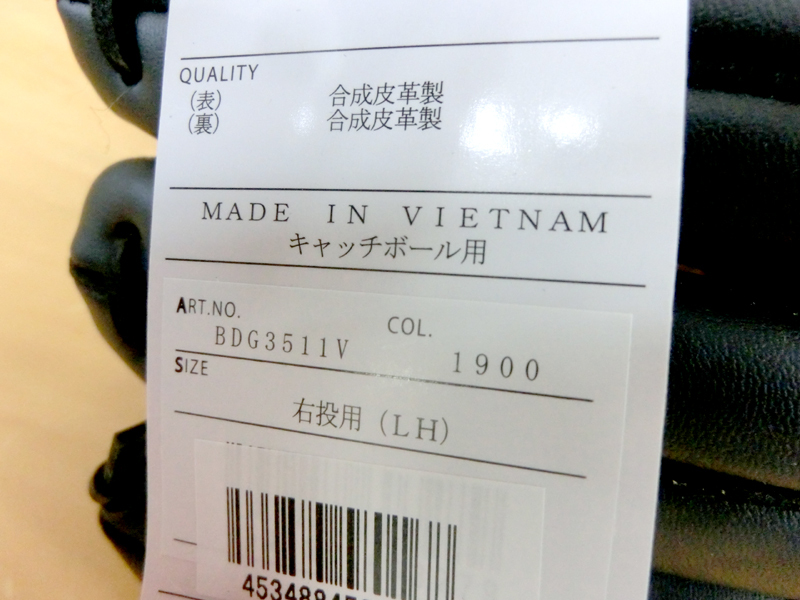 QUALITY
(表) 合成皮革製
(裏) 合成皮革製
MADE IN VIETNAM
キャッチボール用
ART.NO. COL.
BDG3511V 1900
SIZE
右投用 (LH)